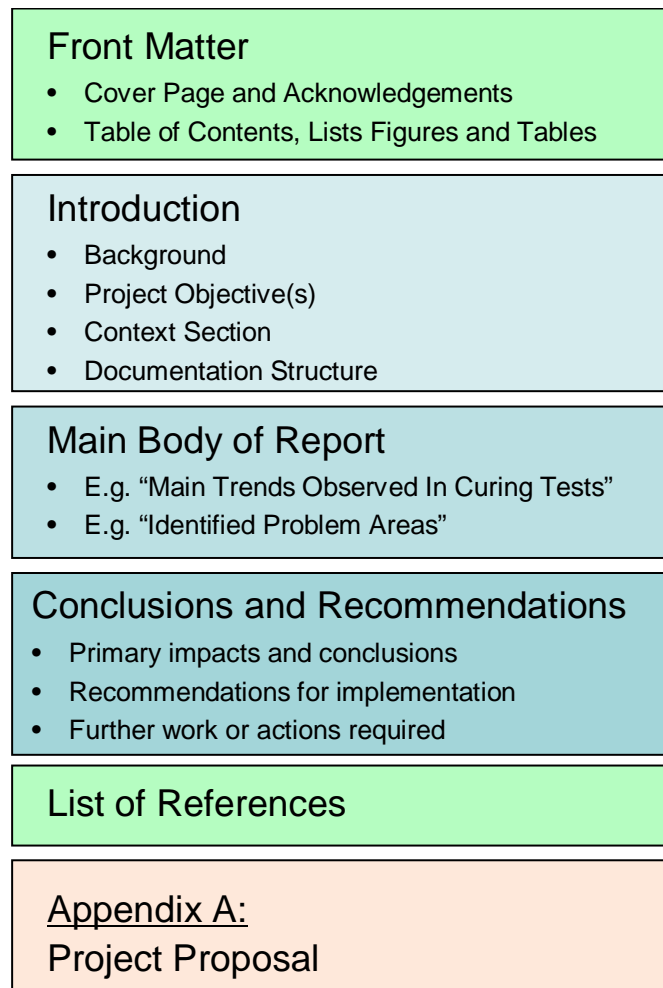 Front Matter
• Cover Page and Acknowledgements
• Table of Contents, Lists Figures and Tables
Introduction
• Background
• Project Objective(s)
• Context Section
• Documentation Structure
Main Body of Report
• E.g. “Main Trends Observed In Curing Tests”
• E.g. “Identified Problem Areas”
Conclusions and Recommendations
• Primary impacts and conclusions
• Recommendations for implementation
• Further work or actions required
List of References
Appendix A:
Project Proposal